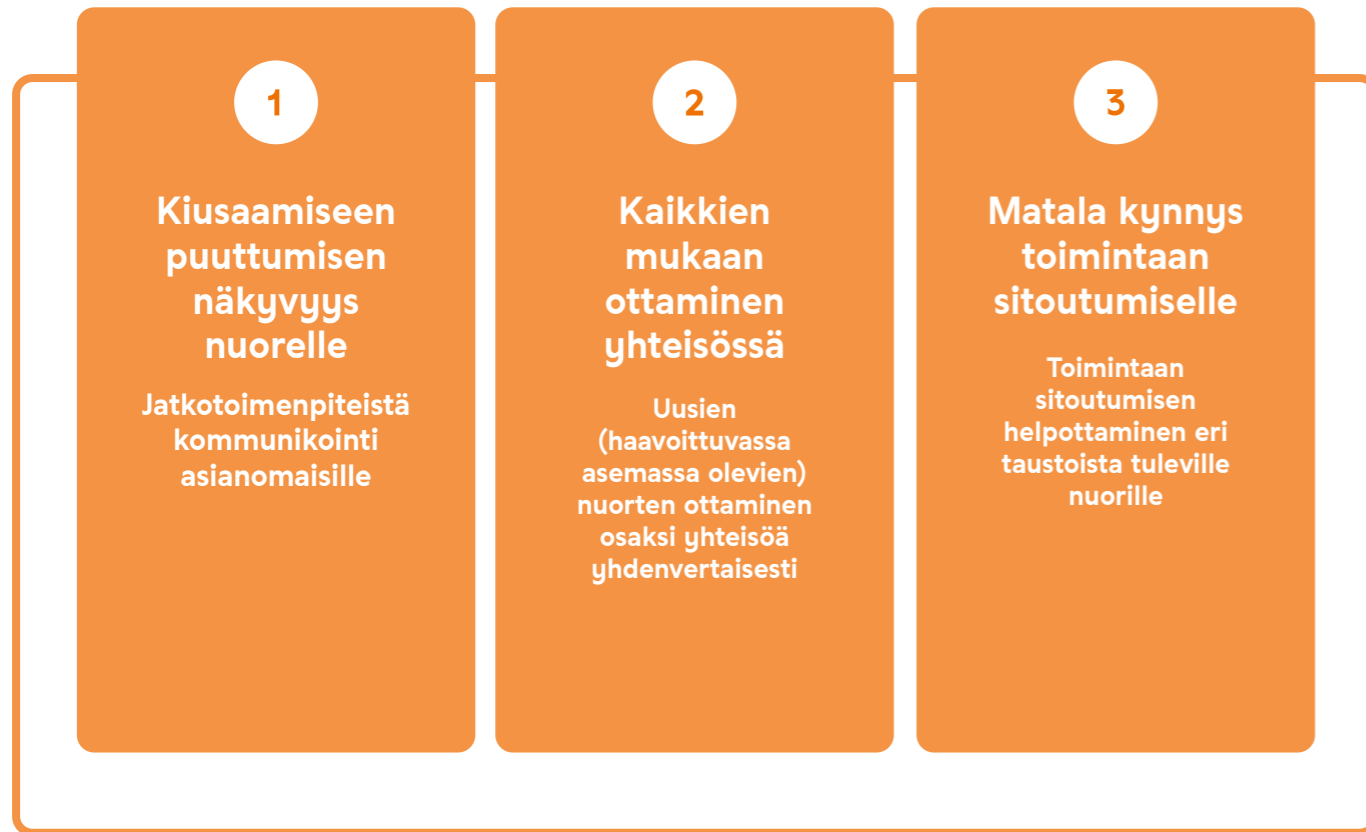 1
Kiusaamiseen
puuttumisen
näkyvyys
nuorelle
Jatkotoimenpiteistä
kommunikointi
asianomaisille
2
Kaikkien
mukaan
ottaminen
yhteisössä
Uusien
(haavoittuvassa
asemassa olevien)
nuorten ottaminen
osaksi yhteisöä
yhdenvertaisesti
3
Matala kynnys
toimintaan
sitoutumiselle
Toimintaan
sitoutumisen
helpottaminen eri
taustoista tuleville
nuorille